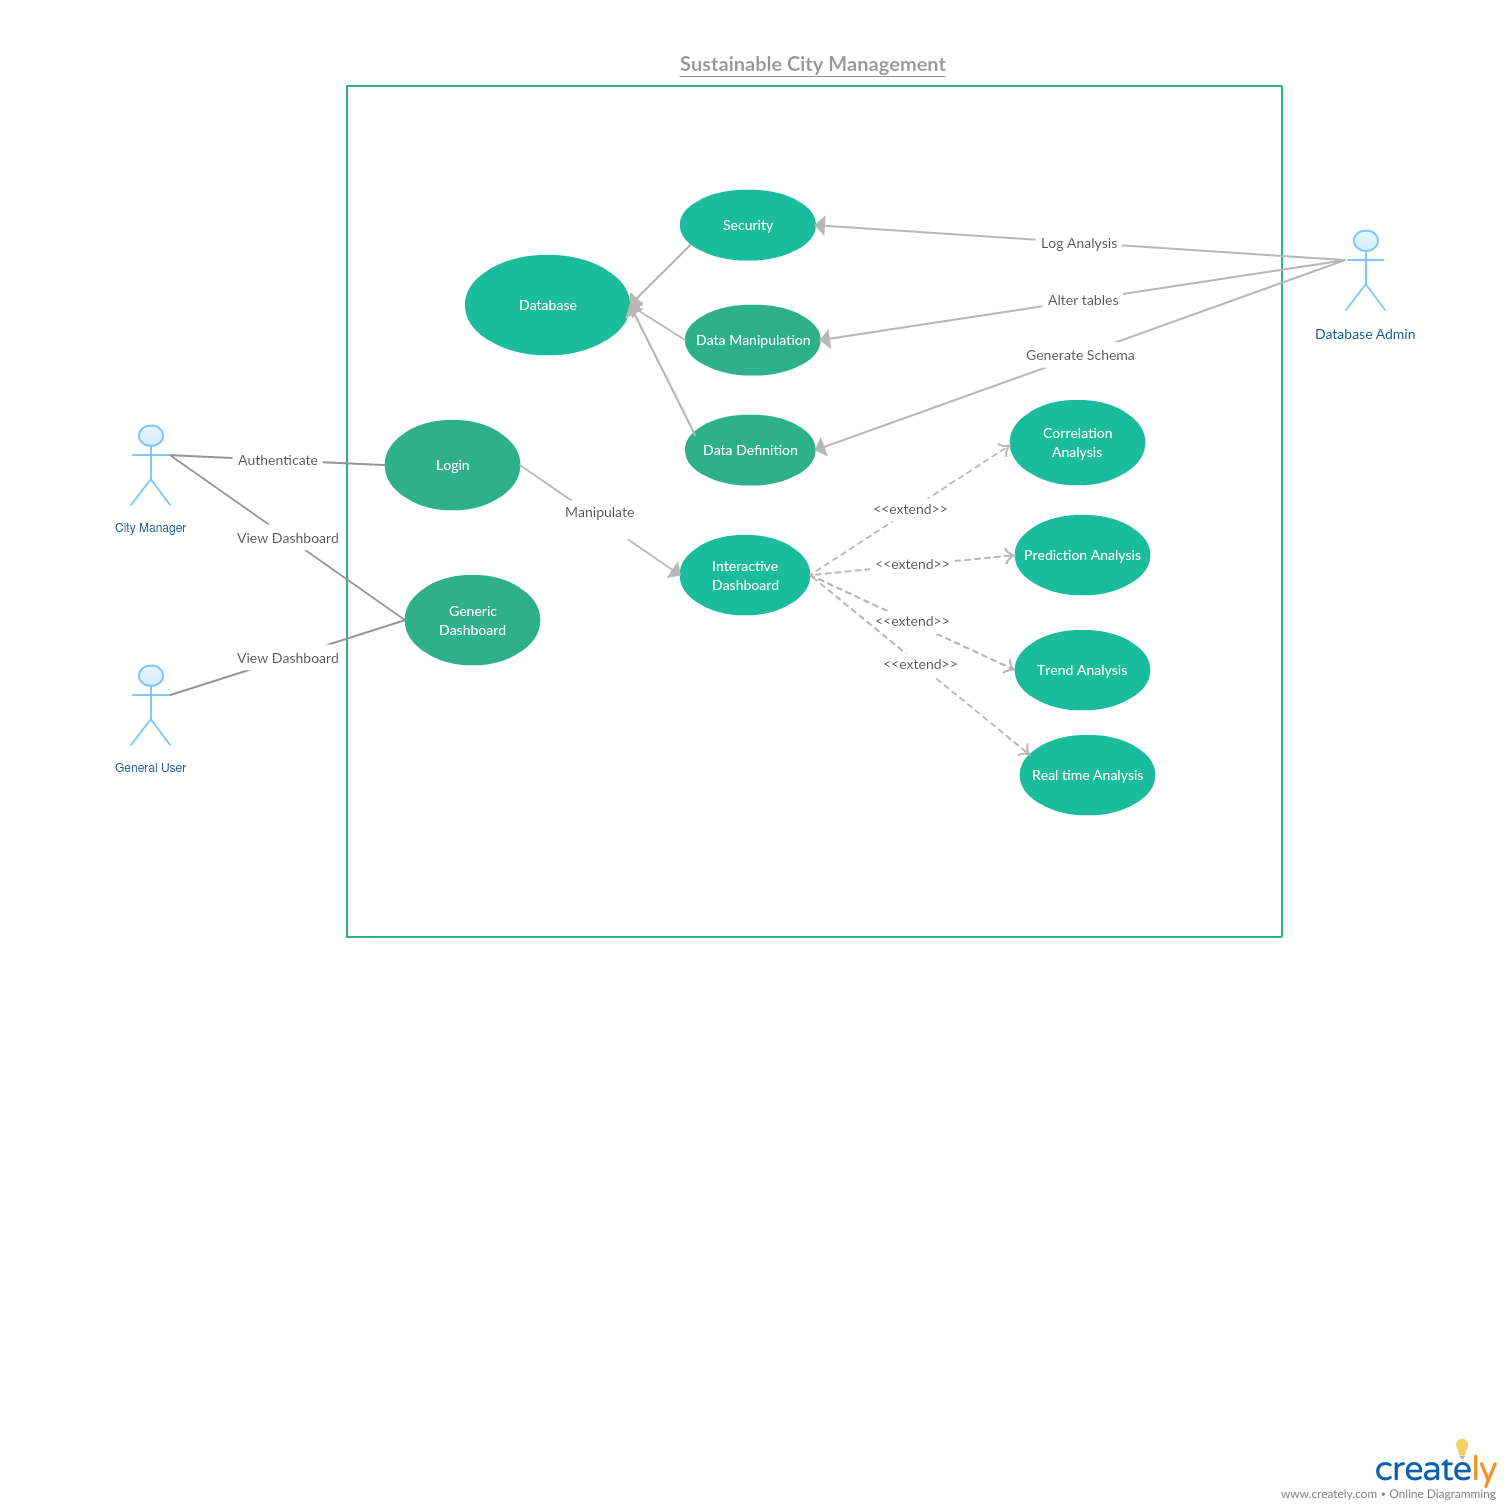 Sustainable City Management
Security
Log Analysis
Database
Alter tables
Data Manipulation
Database Admin
Generate Schema
Correlation
Analysis
Data Definition
Authenticate
Login
City Manager
Manipulate
<<extend>>
View Dashboard
Interactive
Dashboard
<<extend>>
Prediction Analysis
Generic
Dashboard
<<extend>>
View Dashboard
<<extend>>
Trend Analysis
General User
Real time Analysis
creately
www.creately.com • Online Diagramming